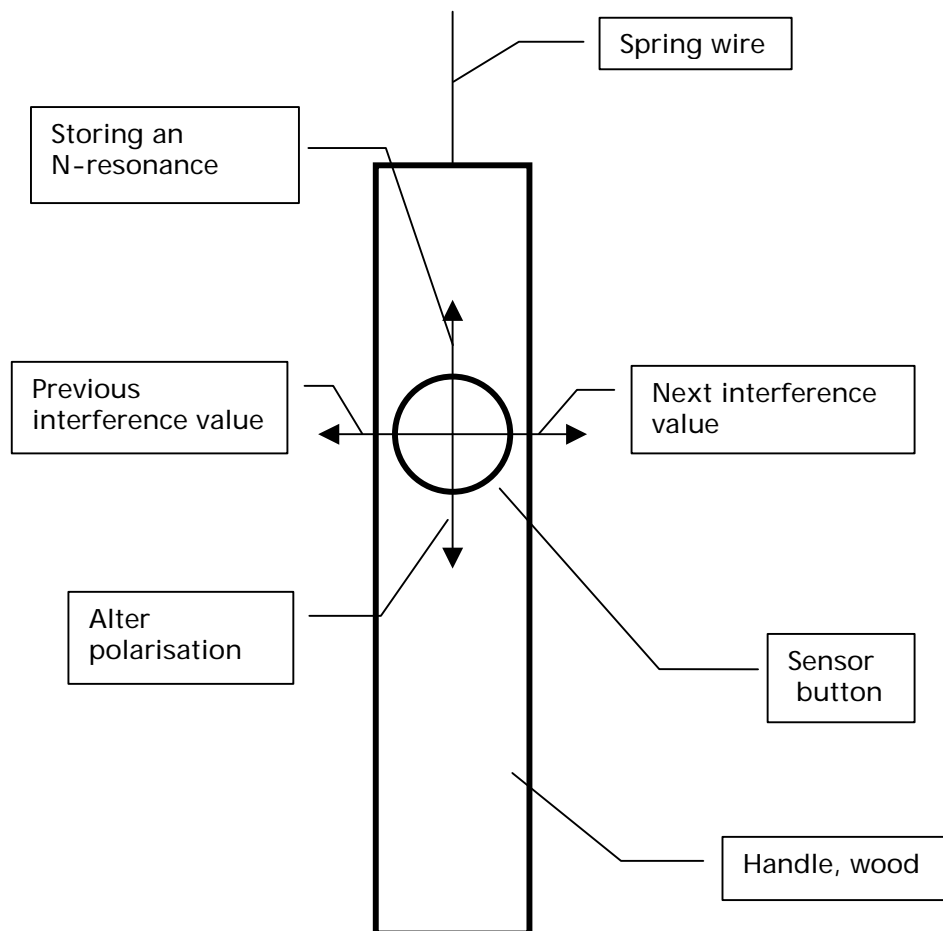 Spring wire
Storing an
N-resonance
Previous
interference value
Next interference
value
Alter
polarisation
Sensor
button
Handle, wood